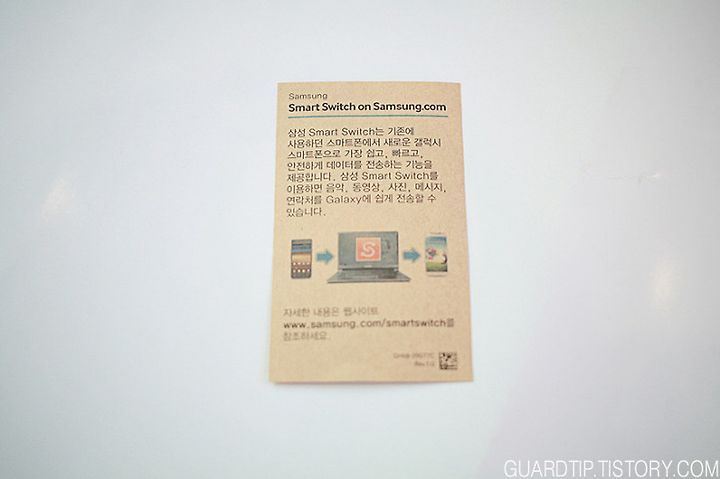 Samsung
Smart Switch on Samsung.com
삼성 Smart Switch는 기존에
사용하던 스마트폰에서 새로운 갤럭시
스마트폰으로 가장 쉽고, 빠르고,
안전하게 데이터를 전송하는 기능을
제공합니다. 삼성 Smart Switch를
이용하면 음악, 동영상, 사진, 메시지,
연락처를 Galaxy에 쉽게 전송할 수
있습니다.
S
자세한 내용은 웹사이트
www.samsung.com/smartswitch를
참조하세요.
Rev.1.0
GUARDTIP.TISTORY.COM